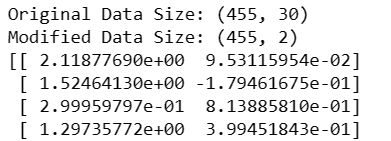 Original Data Size: (455, 30)
Modified Data Size: (455, 2)
[[ 2.11877690e+00  9.53115954e-02]
 [ 1.52464130e+00 -1.79461675e-01]
 [ 2.99959797e-01  8.13885810e-01]
 [ 1.29735772e+00  3.99451843e-01]